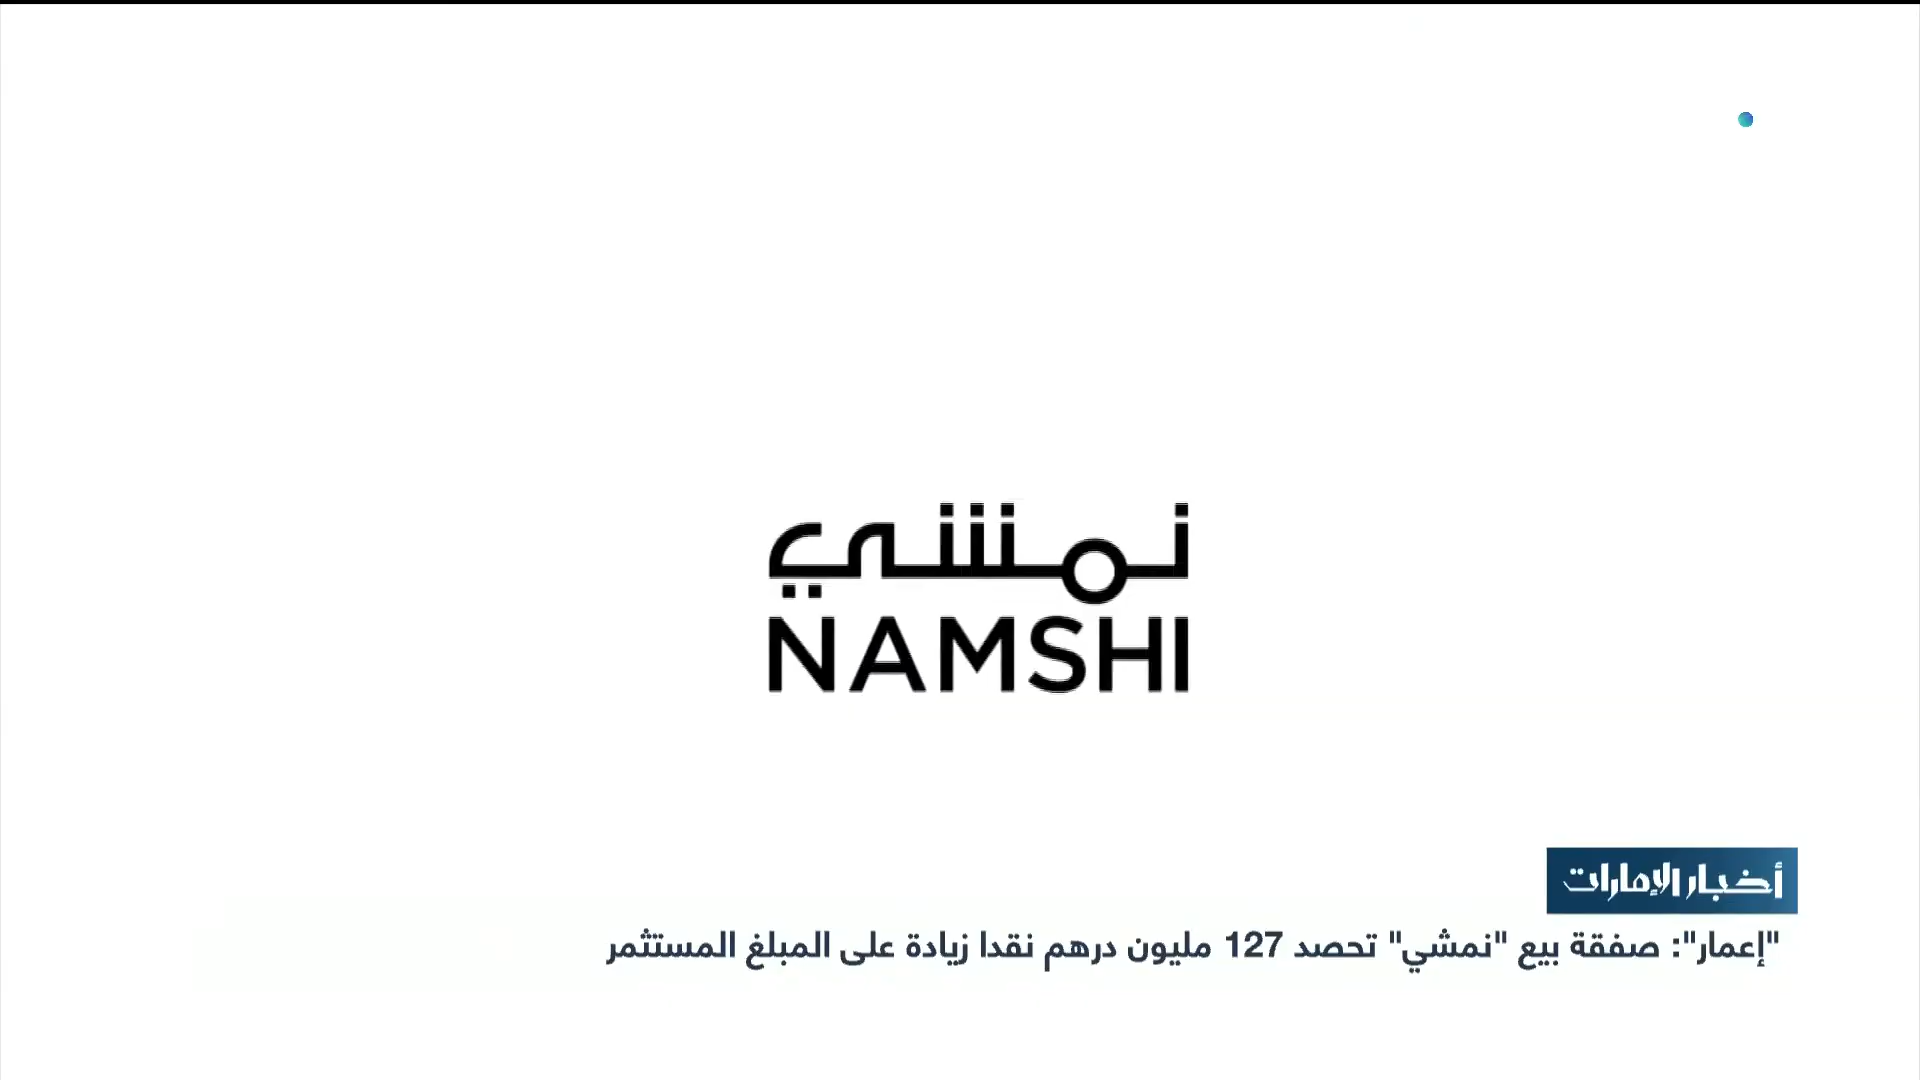 نمشي
NAMSHI
أخبار الإمارات
"إعمار": صفقة بيع "نمشي" تحصد 127 مليون درهم نقدا زيادة على المبلغ المستثمر